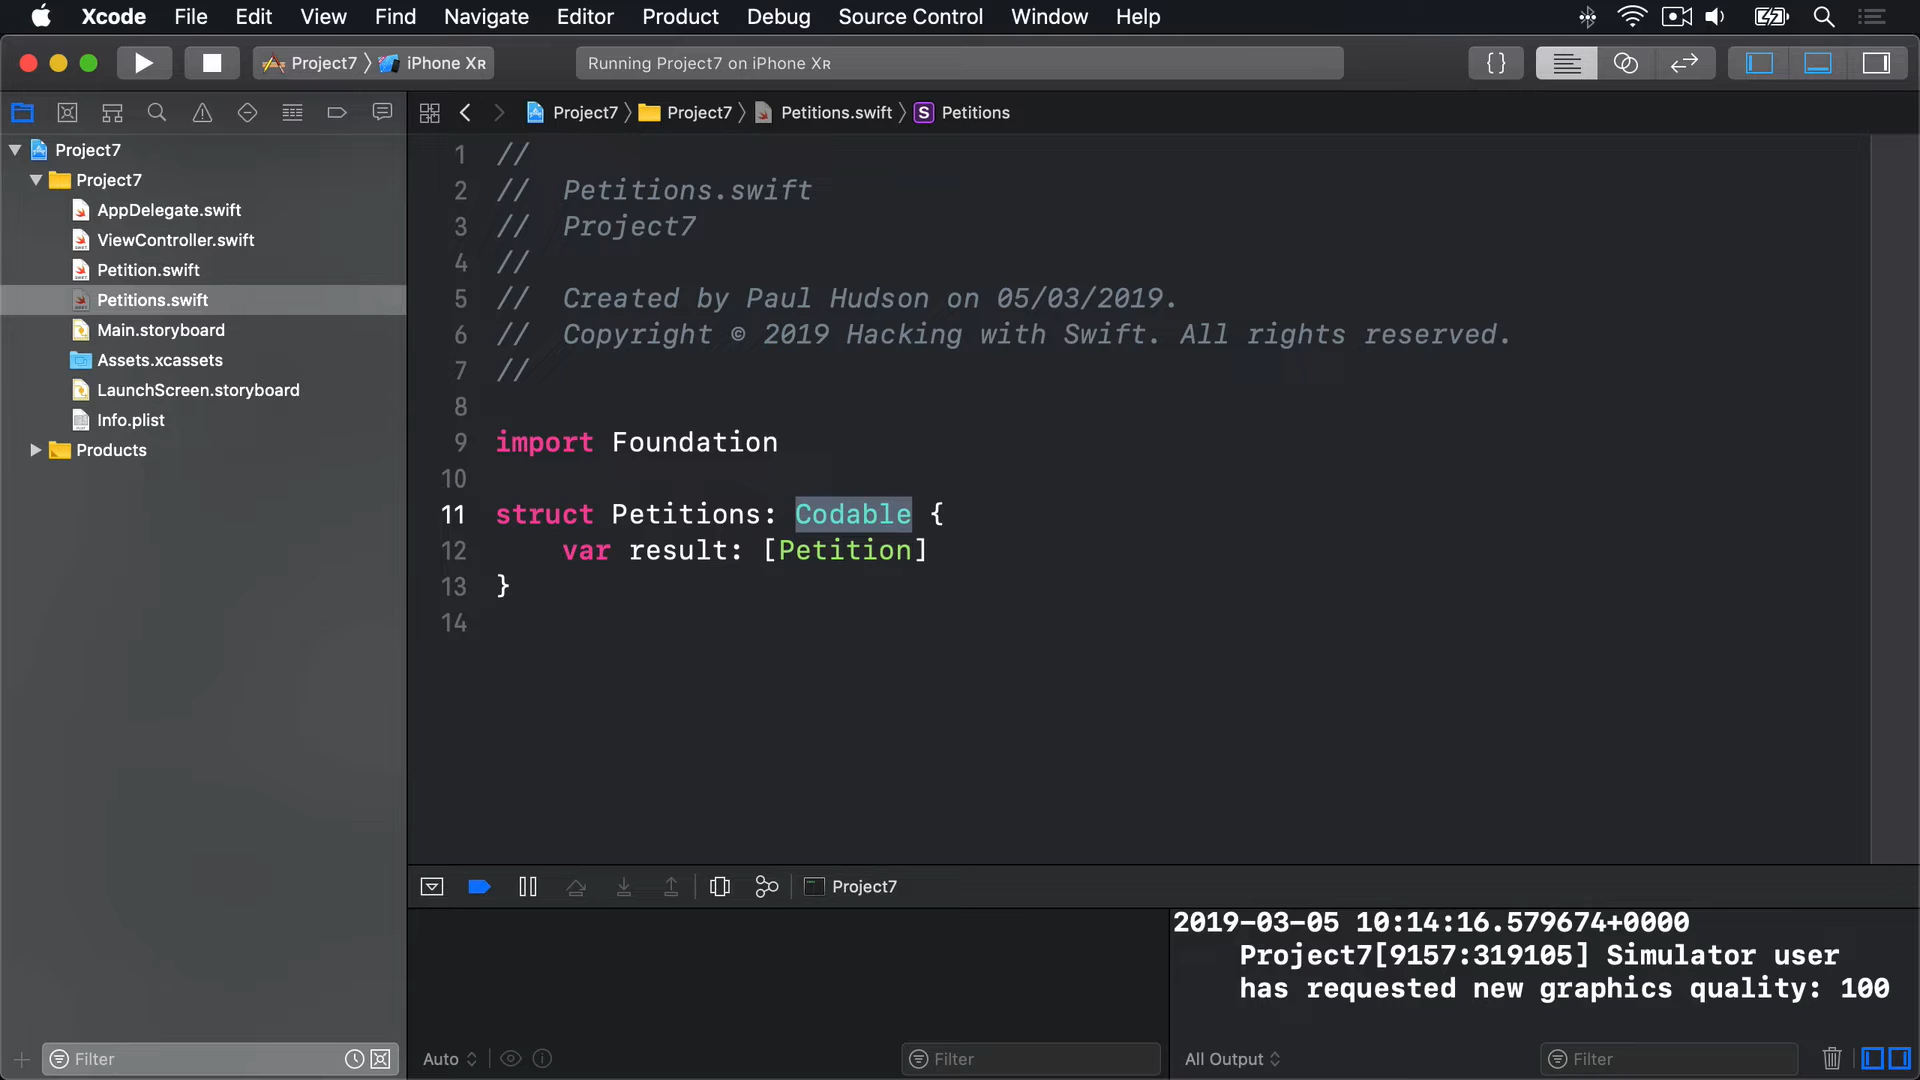 Xcode File Edit View Find Navigate Editor Product Debug Source Control Window Help
Project7 iPhone Xʀ
Running Project7 on iPhone Xʀ
{}
Project7 Project7 Petitions.swift S Petitions
Project7
Project7
AppDelegate.swift
ViewController.swift
Petition.swift
Petitions.swift
Main.storyboard
Assets.xcassets
LaunchScreen.storyboard
Info.plist
Products
1 //
2 //  Petitions.swift
3 //  Project7
4 //
5 //  Created by Paul Hudson on 05/03/2019.
6 //  Copyright © 2019 Hacking with Swift. All rights reserved.
7 //
8
9 import Foundation
10
11 struct Petitions: Codable {
12     var result: [Petition]
13 }
14
Project7
2019-03-05 10:14:16.579674+0000
Project7[9157:319105] Simulator user
has requested new graphics quality: 100
Filter
Auto
Filter
All Output
Filter